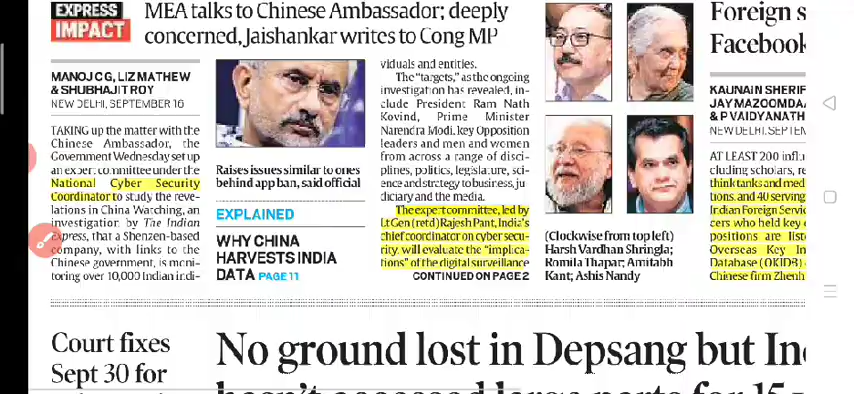 EXPRESS
IMPACT
MEA talks to Chinese Ambassador; deeply
concerned, Jaishankar writes to Cong MP
MANOJ C G, LIZ MATHEW
& SHUBHAJIT ROY
NEW DELHI, SEPTEMBER 16
TAKING up the matter with the
Chinese Ambassador, the
Government Wednesday set up
an expert committee under the
National Cyber Security
Coordinator to study the reve-
lations in China Watching, an
investigation by The Indian
Express, that a Shenzen-based
company, with links to the
Chinese government, is moni-
toring over 10,000 Indian indi-
Raises issues similar to ones
behind app ban, said official
EXPLAINED
WHY CHINA
HARVESTS INDIA
DATA PAGE 11
viduals and entities.
The "targets," as the ongoing
investigation has revealed, in-
clude President Ram Nath
Kovind, Prime Minister
Narendra Modi, key Opposition
leaders and men and women
from across a range of disci-
plines, politics, legislature, sci-
ence and strategy to business, ju-
diciary and the media.
The expert committee, led by
Lt Gen (retd) Rajesh Pant, India's
chief coordinator on cyber secu-
rity, will evaluate the "implica-
tions" of the digital surveillance
CONTINUED ON PAGE 2
(Clockwise from top left)
Harsh Vardhan Shringla;
Romila Thapar; Amitabh
Kant; Ashis Nandy
Foreign s
Facebook
KAUNAIN SHERIF
JAY MAZOOMDA
& P VAIDYANATH
NEW DELHI, SEPTEM
AT LEAST 200 influ
cluding scholars, re
think tanks and med
tions, and 40 serving
Indian Foreign Servic
cers who held key
positions are liste
Overseas Key In
Database (OKIDB)
Chinese firm Zhenh
Court fixes
Sept 30 for
No ground lost in Depsang but In
hasn't accessed large parts for 15